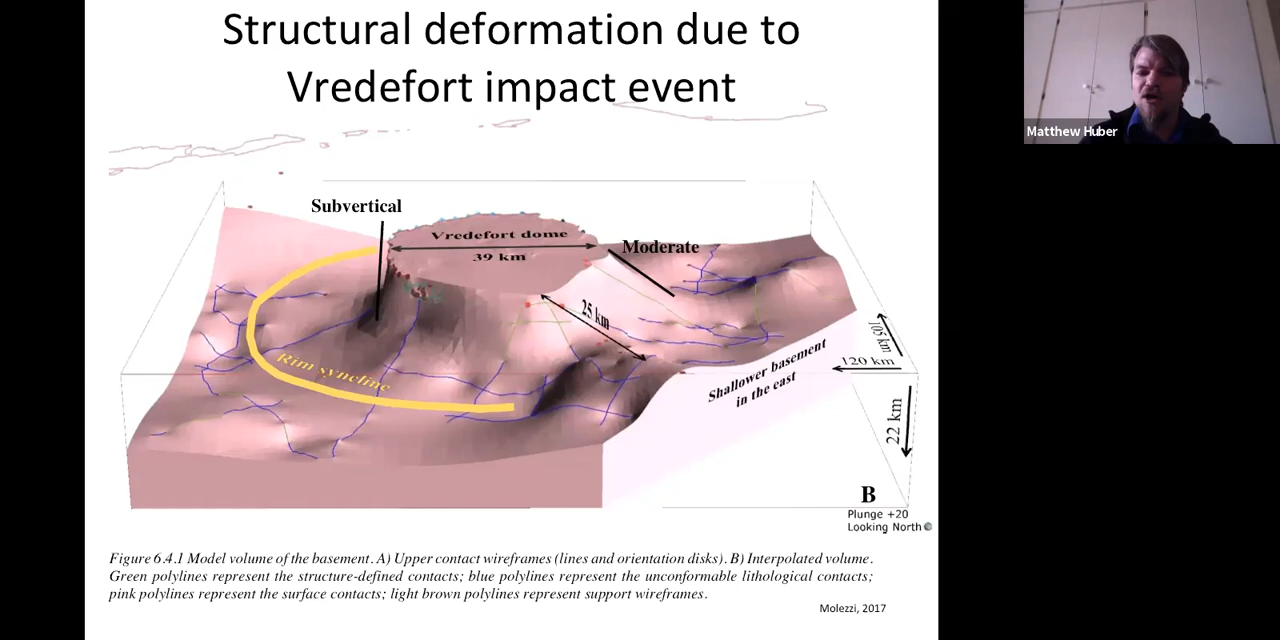 Structural deformation due to
Vredefort impact event
Matthew Huber
Subvertical
Vredefort dome
39 km
Moderate
25 km
Rim syncline
Shallower basement
in the east
105 km
120 km
22 km
B
Plunge +20
Looking North
Figure 6.4.1 Model volume of the basement. A) Upper contact wireframes (lines and orientation disks). B) Interpolated volume.
Green polylines represent the structure-defined contacts; blue polylines represent the unconformable lithological contacts;
pink polylines represent the surface contacts; light brown polylines represent support wireframes.
Molezzi, 2017